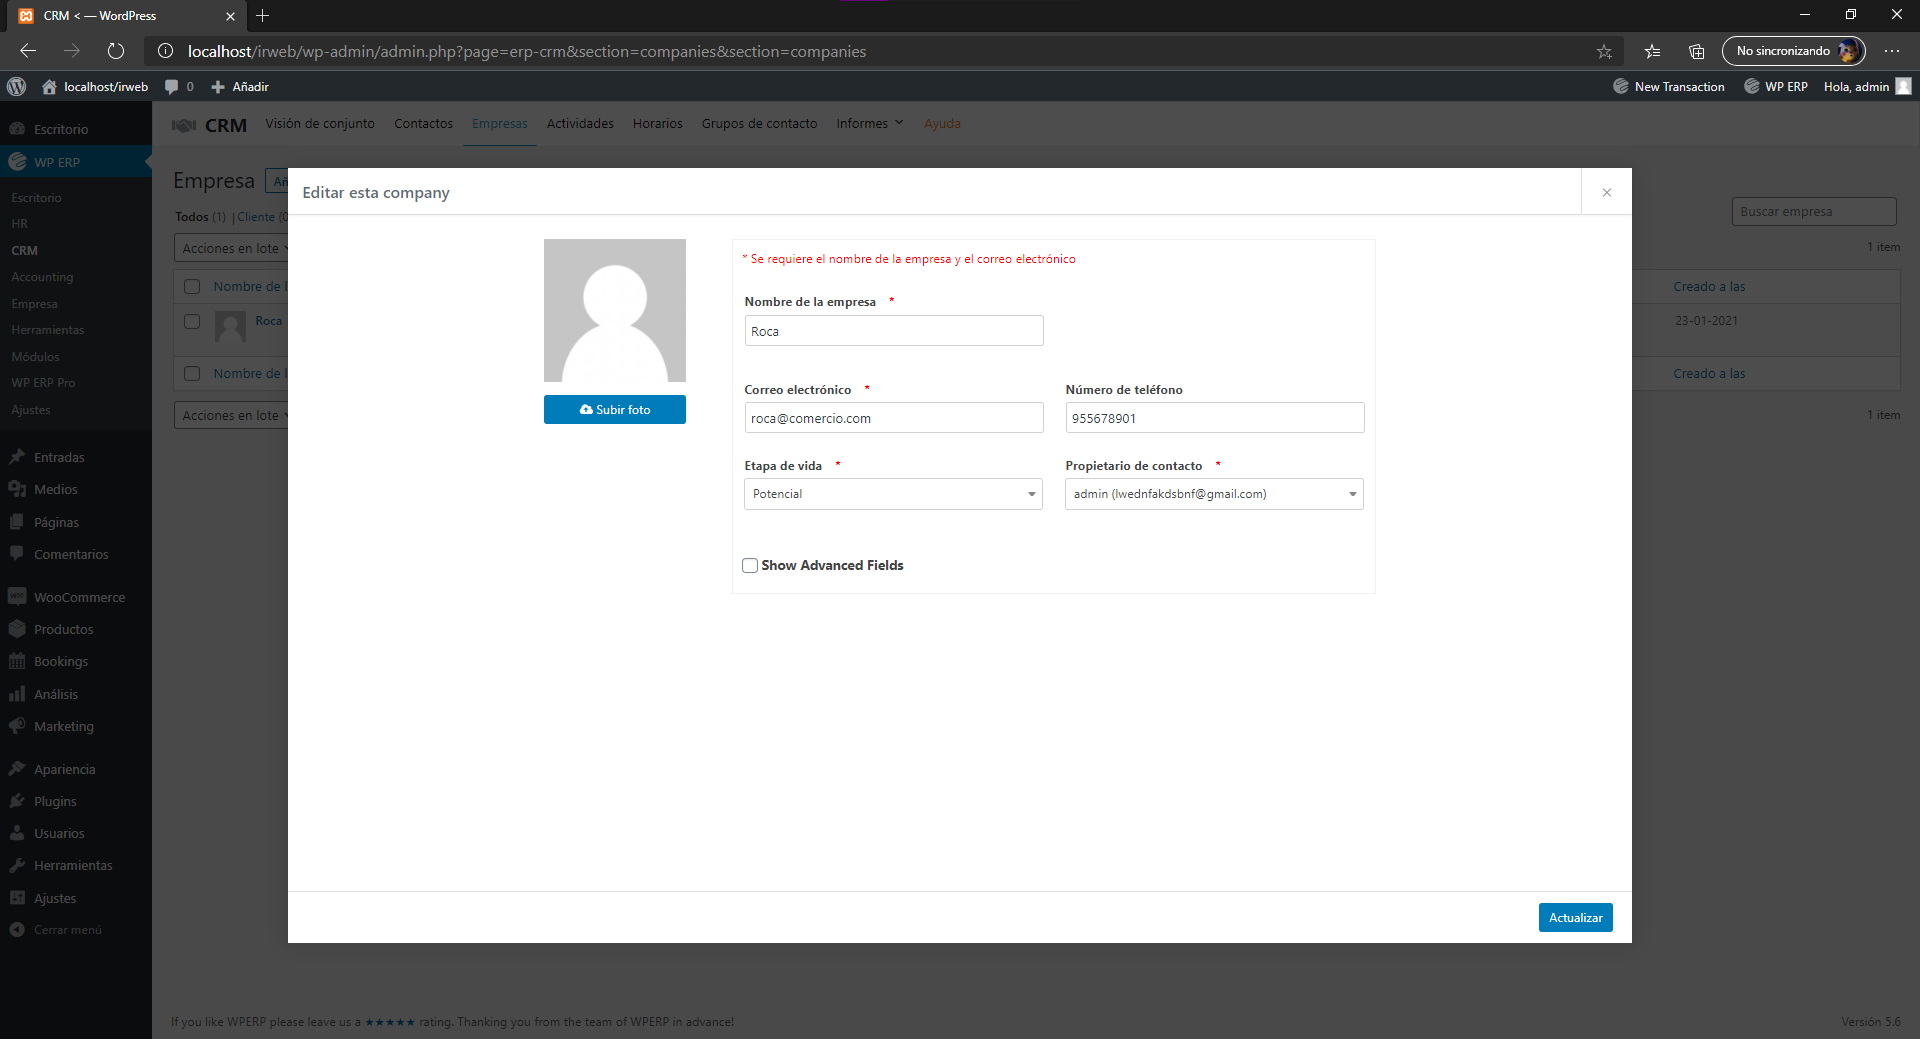 CRM < — WordPress
localhost/irweb/wp-admin/admin.php?page=erp-crm&section=companies&section=companies
No sincronizando
localhost/irweb
0
Añadir
New Transaction
WP ERP
Hola, admin
Escritorio
WP ERP
Escritorio
HR
CRM
Accounting
Empresa
Herramientas
Módulos
WP ERP Pro
Ajustes
Entradas
Medios
Páginas
Comentarios
WooCommerce
Productos
Bookings
Análisis
Marketing
Apariencia
Plugins
Usuarios
Herramientas
Ajustes
Cerrar menú
CRM
Visión de conjunto
Contactos
Empresas
Actividades
Horarios
Grupos de contacto
Informes
Ayuda
Empresa
Añ
Todos (1) | Cliente (0
Buscar empresa
Acciones en lote
1 item
Nombre de l
Creado a las
Roca
23-01-2021
Nombre de l
Creado a las
Acciones en lote
1 item
Editar esta company
×
Subir foto
* Se requiere el nombre de la empresa y el correo electrónico
Nombre de la empresa *
Roca
Correo electrónico *
Número de teléfono
roca@comercio.com
955678901
Etapa de vida *
Propietario de contacto *
Potencial
admin (lwednfakdsbnf@gmail.com)
Show Advanced Fields
Actualizar
If you like WPERP please leave us a ★★★★★ rating. Thanking you from the team of WPERP in advance!
Versión 5.6